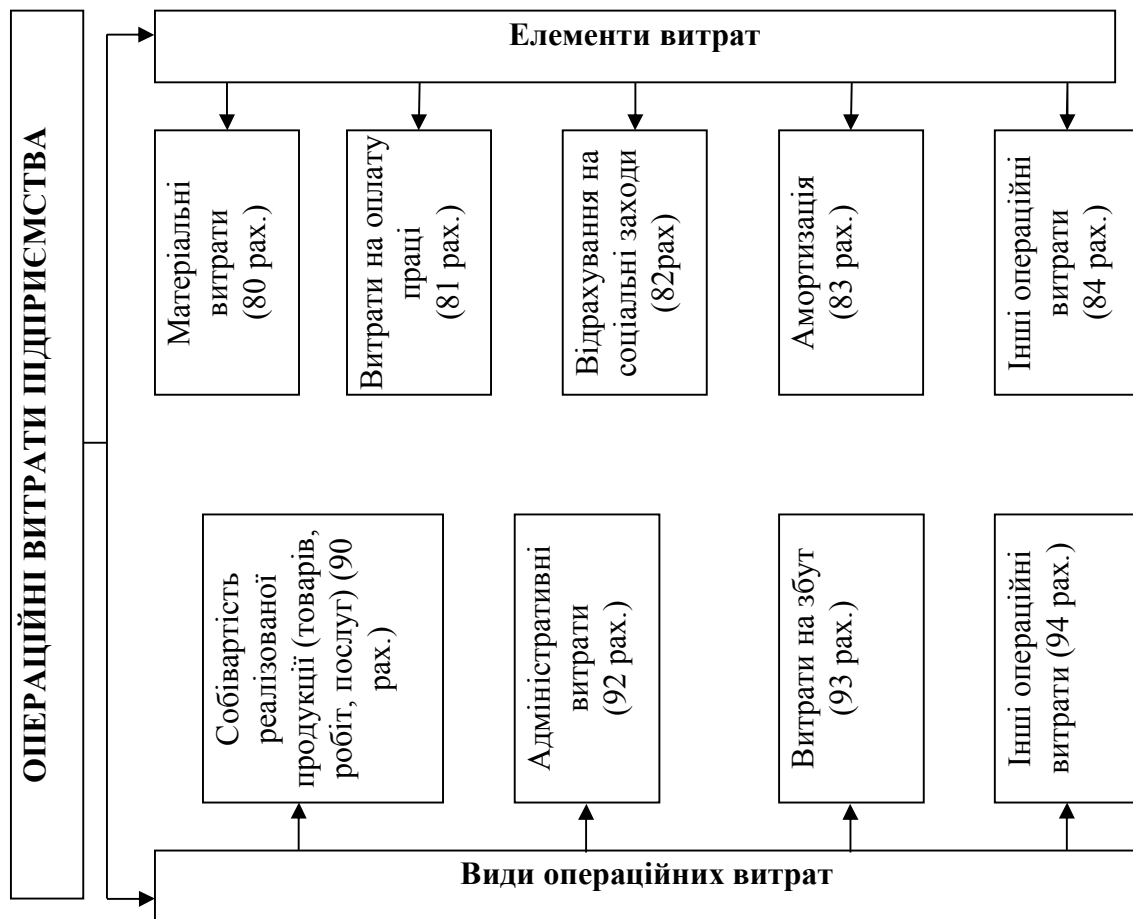 ОПЕРАЦІЙНІ ВИТРАТИ ПІДПРИЄМСТВА
Елементи витрат
Матеріальні
витрати
(80 рах.)
Витрати на оплату
праці
(81 рах.)
Відрахування на
соціальні заходи
(82рах)
Амортизація
(83 рах.)
Інші операційні
витрати
(84 рах.)
Собівартість
реалізованої
продукції (товарів,
робіт, послуг) (90
рах.)
Адміністративні
витрати
(92 рах.)
Витрати на збут
(93 рах.)
Інші операційні
витрати (94 рах.)
Види операційних витрат